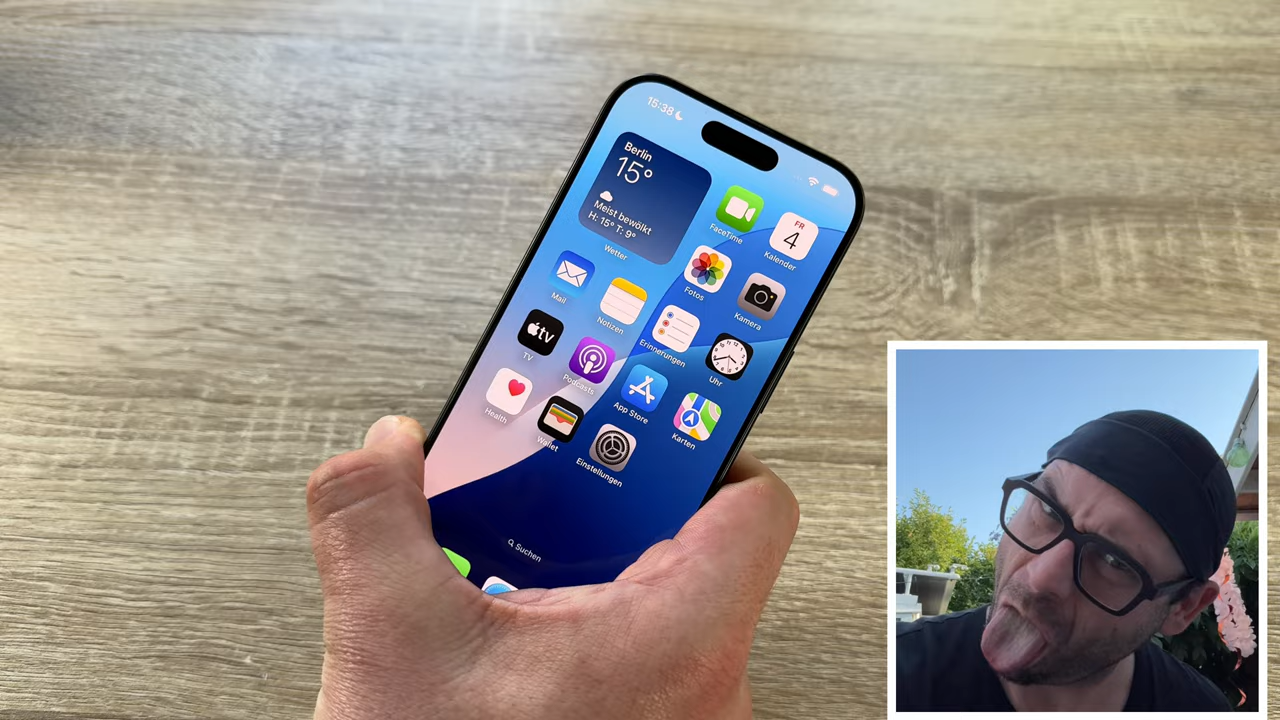 15:38
Berlin
15°
Meist bewölkt
H: 15° T: 9°
Wetter
FaceTime
FR
4
Kalender
Mail
Notizen
Fotos
Kamera
tv
TV
Podcasts
Erinnerungen
Uhr
Health
Wallet
App Store
Karten
Einstellungen
Suchen